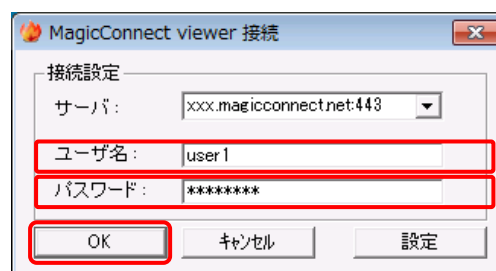 MagicConnect viewer 接続
接続設定
サーバ： xxx.magicconnect.net:443
ユーザ名： user1
パスワード： ********
OK キャンセル 設定